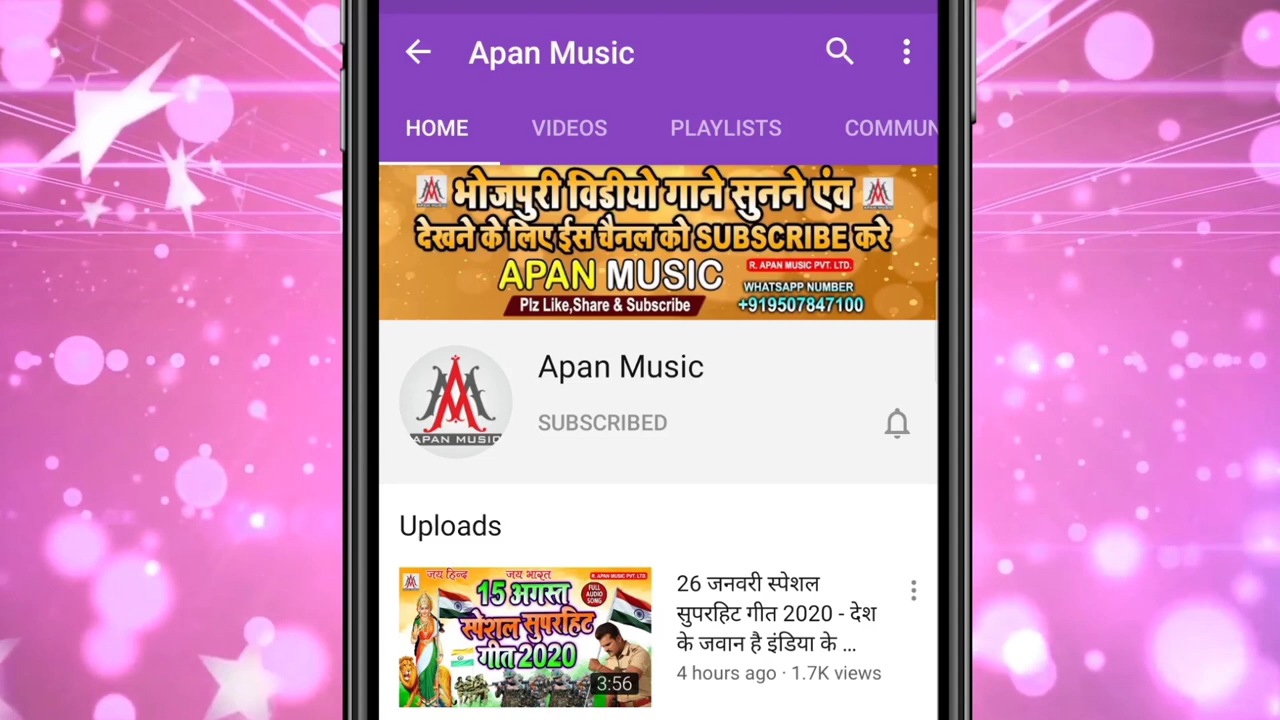 Apan Music
HOME VIDEOS PLAYLISTS COMMUN
भोजपुरी विडीयो गाने सुनने एंव
देखने के लिए ईस चैनल को SUBSCRIBE करे
APAN MUSIC
R. APAN MUSIC PVT. LTD.
WHATSAPP NUMBER
+919507847100
Plz Like,Share & Subscribe
Apan Music
SUBSCRIBED
APAN MUSIC
Uploads
जय हिन्द जय भारत
R. APAN MUSIC PVT. LTD
15 अगस्त
FULL
AUDIO
SONG
स्पेशल सुपरहिट
गीत 2020
3:56
26 जनवरी स्पेशल
सुपरहिट गीत 2020 - देश
के जवान है इंडिया के ...
4 hours ago · 1.7K views